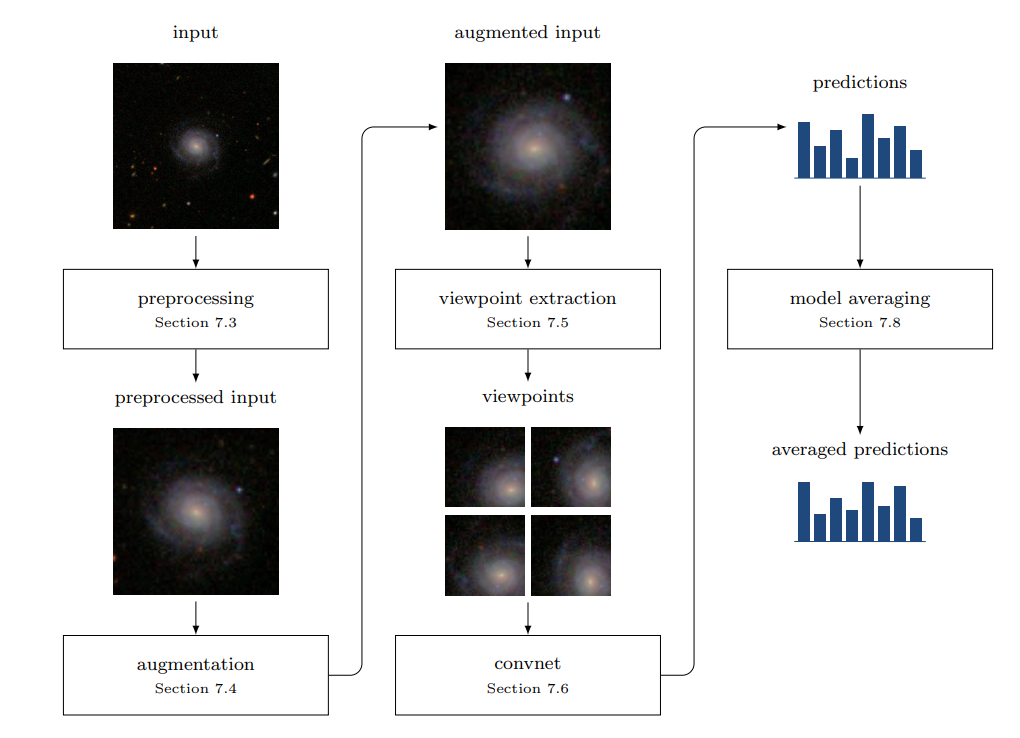 input
preprocessing
Section 7.3
preprocessed input
augmentation
Section 7.4
augmented input
viewpoint extraction
Section 7.5
viewpoints
convnet
Section 7.6
predictions
model averaging
Section 7.8
averaged predictions